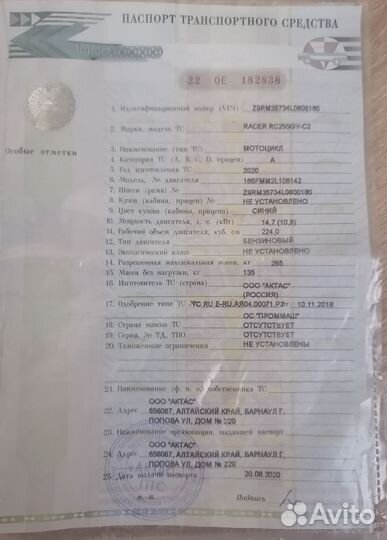 ПАСПОРТ ТРАНСПОРТНОГО СРЕДСТВА
22 ОЕ 182838
Особые отметки
1. Идентификационный номер (VIN) Z9RM35734L0800180
2. Марка, модель ТС RACER RC250GY-C2
3. Наименование (тип ТС) МОТОЦИКЛ
4. Категория ТС (А, В, С, D, прицеп) A
5. Год изготовления ТС 2020
6. Модель, № двигателя 166FMM2L108142
7. Шасси (рама) № Z9RM35734L0800180
8. Кузов (кабина, прицеп) № НЕ УСТАНОВЛЕНО
9. Цвет кузова (кабины, прицепа) СИНИЙ
10. Мощность двигателя, л. с. (кВт) 14,7 (10,8)
11. Рабочий объем двигателя, куб. см 224,0
12. Тип двигателя БЕНЗИНОВЫЙ
13. Экологический класс НЕ УСТАНОВЛЕНО
14. Разрешенная максимальная масса, кг 285
15. Масса без нагрузки, кг 135
16. Изготовитель ТС (страна) ООО "АКТАС"
(РОССИЯ)
17. Одобрение типа ТС № ТС RU E-RU.АЯ04.00071.Р2 от 10.11.2018
ОС "ПРОММАШ"
18. Страна вывоза ТС ОТСУТСТВУЕТ
19. Серия, № ТД, ТПО ОТСУТСТВУЕТ
20. Таможенные ограничения НЕ УСТАНОВЛЕНЫ
21. Наименование (ф. и. о.) собственника ТС
ООО "АКТАС"
22. Адрес 656067, АЛТАЙСКИЙ КРАЙ, БАРНАУЛ Г,
ПОПОВА УЛ, ДОМ № 220
23. Наименование организации, выдавшей паспорт
ООО "АКТАС"
24. Адрес 656067, АЛТАЙСКИЙ КРАЙ, БАРНАУЛ Г,
ПОПОВА УЛ, ДОМ № 220
25. Дата выдачи паспорта 20.08.2020
М. п. Подпись
ПТС
Avito